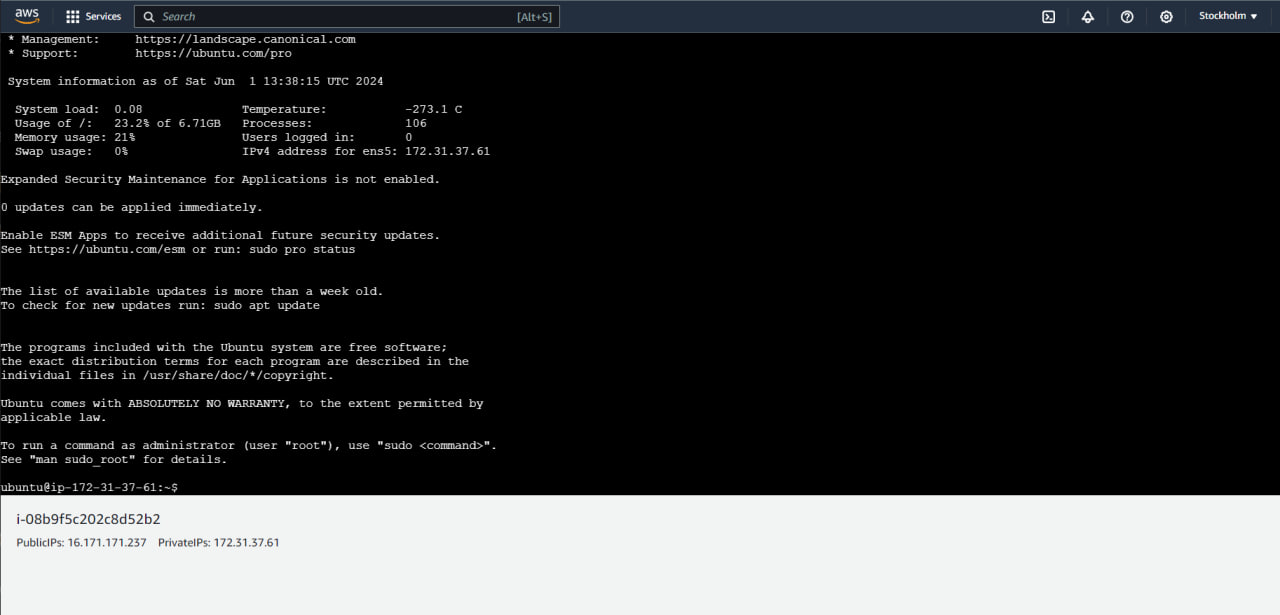 aws Services Search [Alt+S] Stockholm
* Management: https://landscape.canonical.com
* Support: https://ubuntu.com/pro
System information as of Sat Jun 1 13:38:15 UTC 2024
System load: 0.08 Temperature: -273.1 C
Usage of /: 23.2% of 6.71GB Processes: 106
Memory usage: 21% Users logged in: 0
Swap usage: 0% IPv4 address for ens5: 172.31.37.61
Expanded Security Maintenance for Applications is not enabled.
0 updates can be applied immediately.
Enable ESM Apps to receive additional future security updates.
See https://ubuntu.com/esm or run: sudo pro status
The list of available updates is more than a week old.
To check for new updates run: sudo apt update
The programs included with the Ubuntu system are free software;
the exact distribution terms for each program are described in the
individual files in /usr/share/doc/*/copyright.
Ubuntu comes with ABSOLUTELY NO WARRANTY, to the extent permitted by
applicable law.
To run a command as administrator (user "root"), use "sudo <command>".
See "man sudo_root" for details.
ubuntu@ip-172-31-37-61:~$
i-08b9f5c202c8d52b2
PublicIPs: 16.171.171.237 PrivateIPs: 172.31.37.61